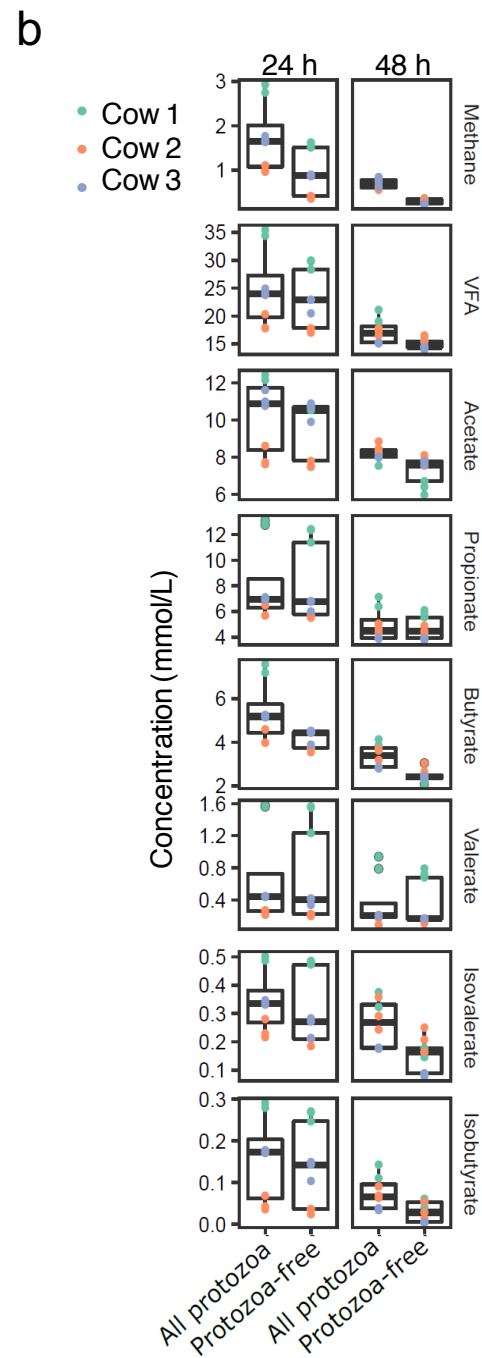 b
24 h 48 h
Cow 1
Cow 2
Cow 3
3
2
1
Methane
35
30
25
20
15
VFA
12
10
8
6
Acetate
12
10
8
6
4
Propionate
Concentration (mmol/L)
6
4
2
Butyrate
1.6
1.2
0.8
0.4
Valerate
0.5
0.4
0.3
0.2
0.1
Isovalerate
0.3
0.2
0.1
0.0
Isobutyrate
All protozoa
Protozoa-free
All protozoa
Protozoa-free